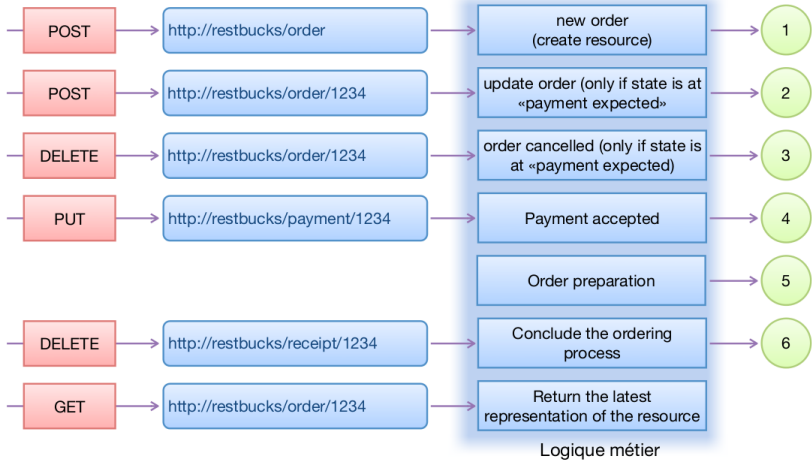 POST
http://restbucks/order
new order
(create resource)
1
POST
http://restbucks/order/1234
update order (only if state is at
«payment expected»
2
DELETE
http://restbucks/order/1234
order cancelled (only if state is
at «payment expected)
3
PUT
http://restbucks/payment/1234
Payment accepted
4
Order preparation
5
DELETE
http://restbucks/receipt/1234
Conclude the ordering
process
6
GET
http://restbucks/order/1234
Return the latest
representation of the resource
Logique métier